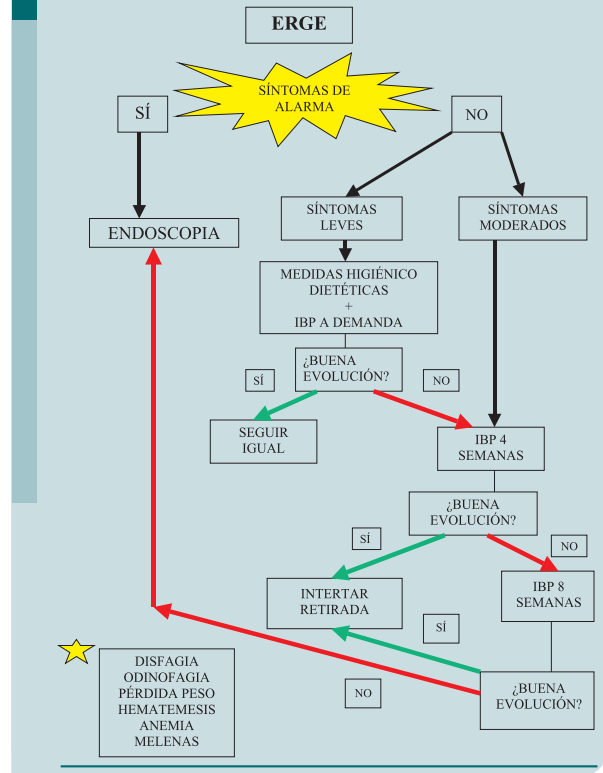 ERGE
SÍNTOMAS DE
ALARMA
SÍ
NO
ENDOSCOPIA
SÍNTOMAS
LEVES
SÍNTOMAS
MODERADOS
MEDIDAS HIGIÉNICO
DIETÉTICAS
+
IBP A DEMANDA
¿BUENA
EVOLUCIÓN?
SÍ
NO
SEGUIR
IGUAL
IBP 4
SEMANAS
¿BUENA
EVOLUCIÓN?
SÍ
NO
INTERTAR
RETIRADA
IBP 8
SEMANAS
SÍ
NO
¿BUENA
EVOLUCIÓN?
DISFAGIA
ODINOFAGIA
PÉRDIDA PESO
HEMATEMESIS
ANEMIA
MELENAS